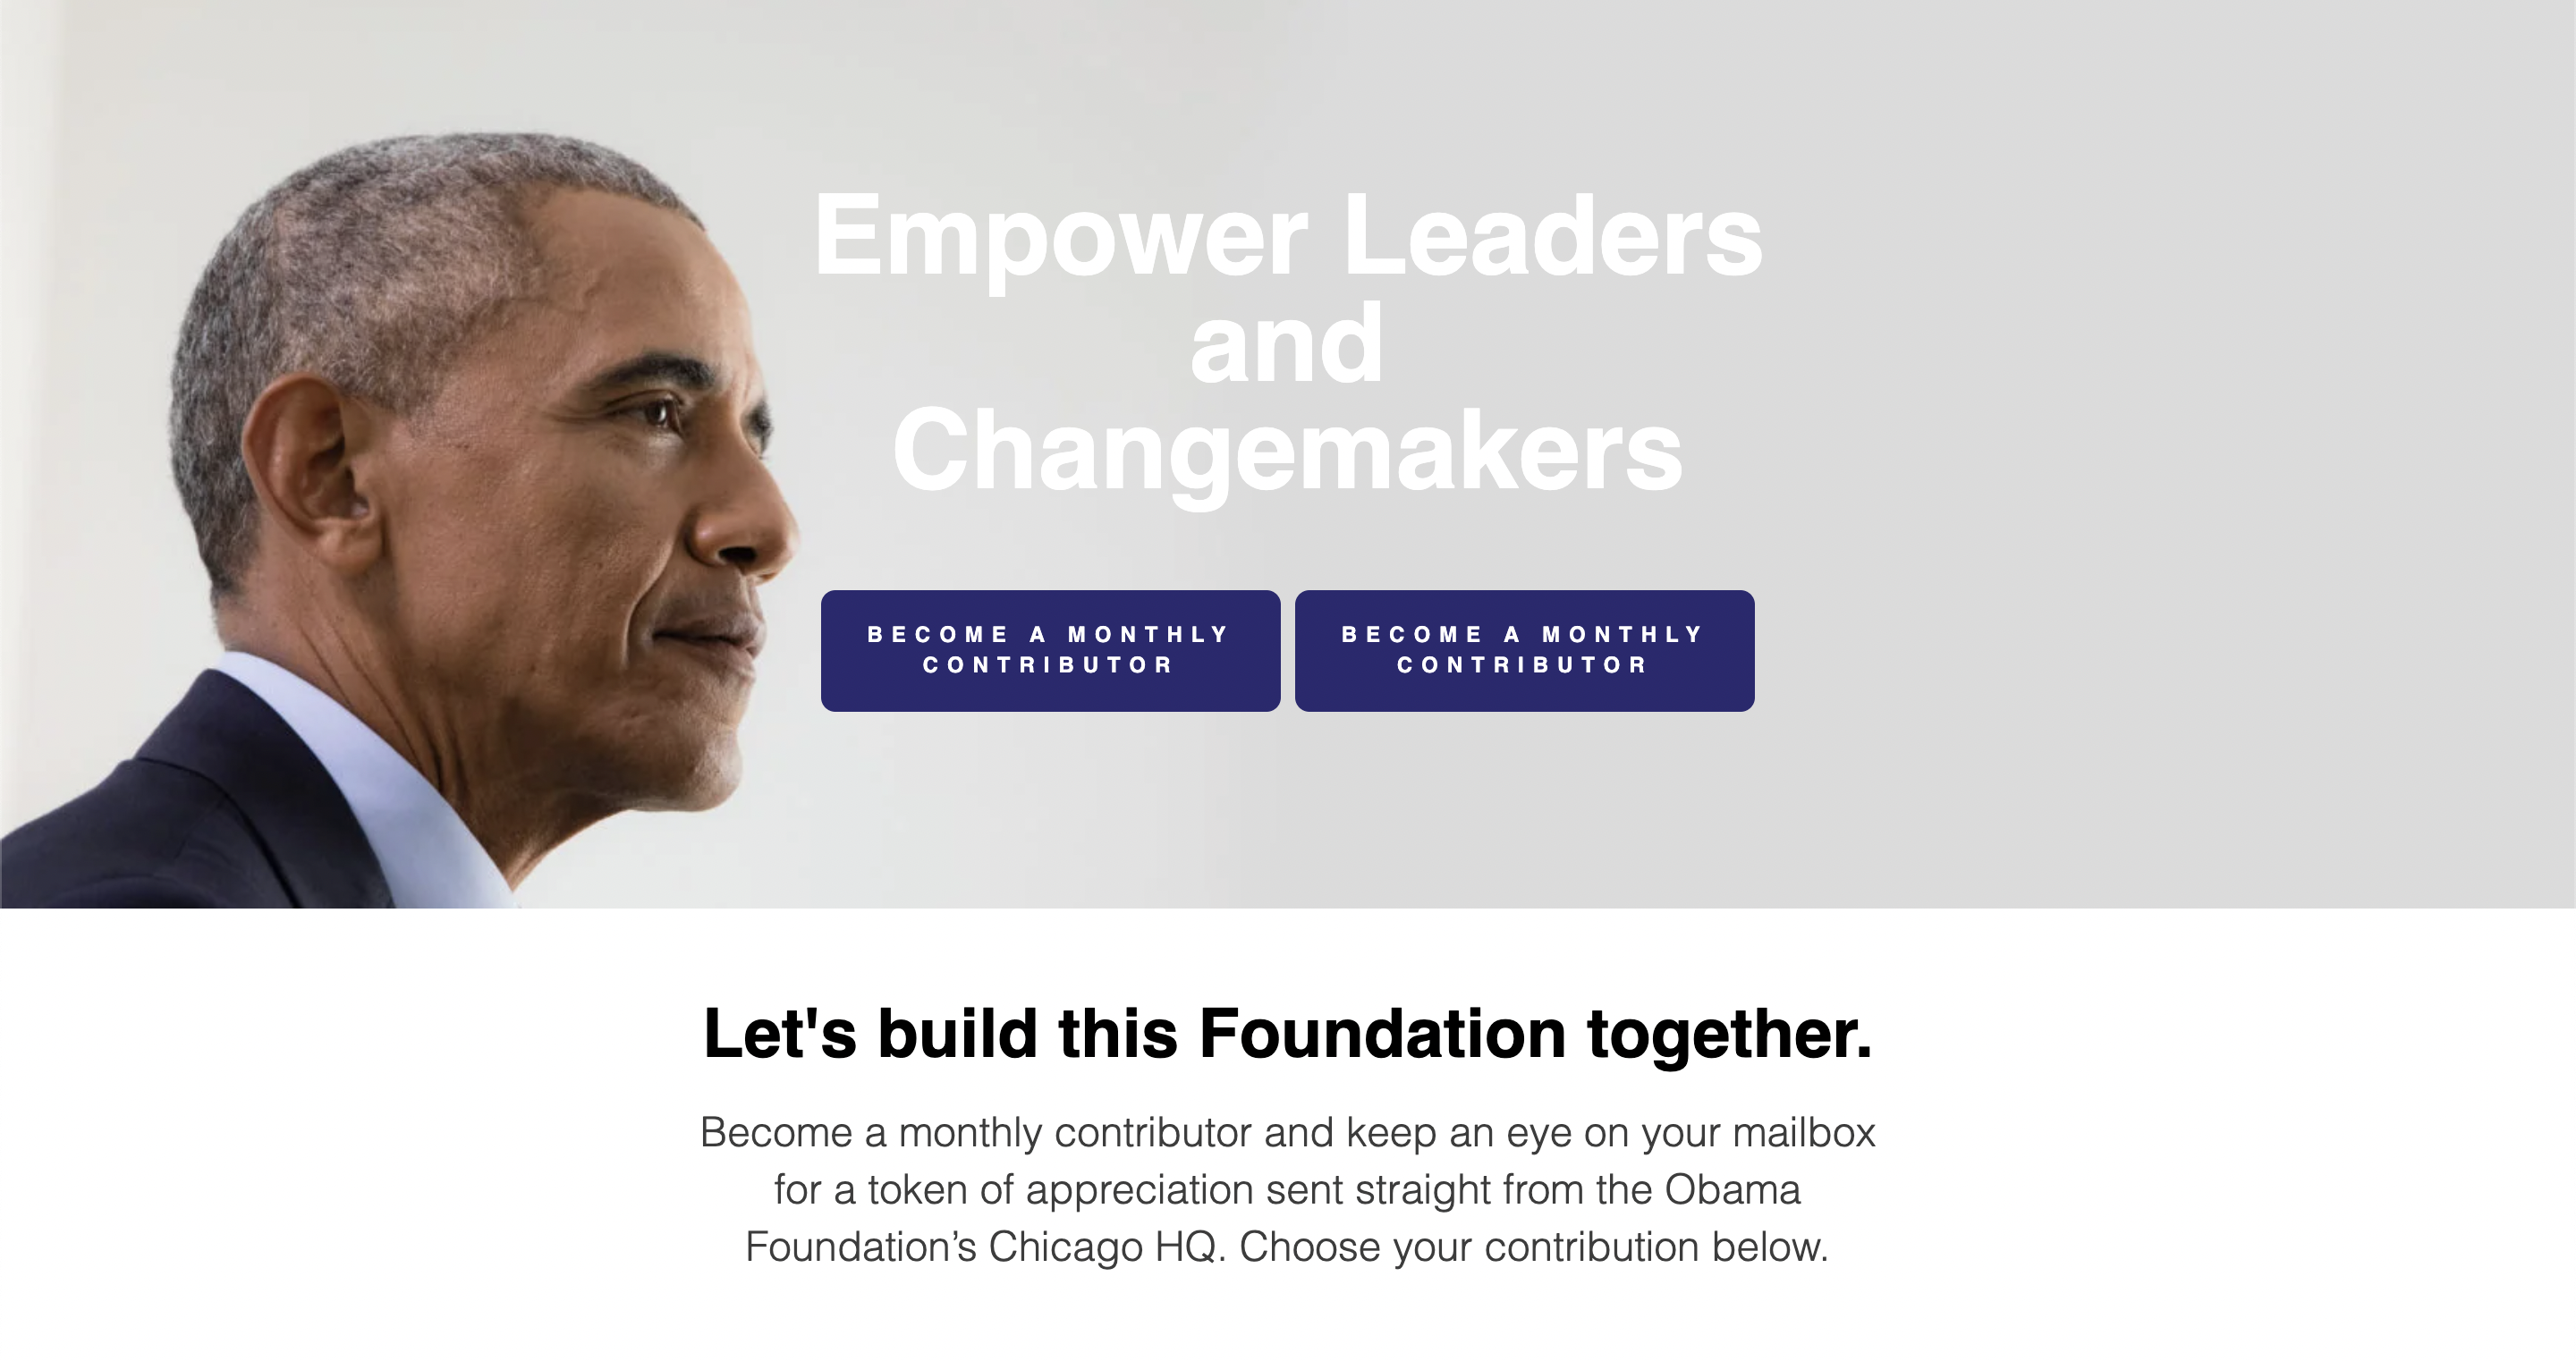 Empower Leaders
and
Changemakers
BECOME A MONTHLY
CONTRIBUTOR
BECOME A MONTHLY
CONTRIBUTOR
Let's build this Foundation together.
Become a monthly contributor and keep an eye on your mailbox
for a token of appreciation sent straight from the Obama
Foundation’s Chicago HQ. Choose your contribution below.